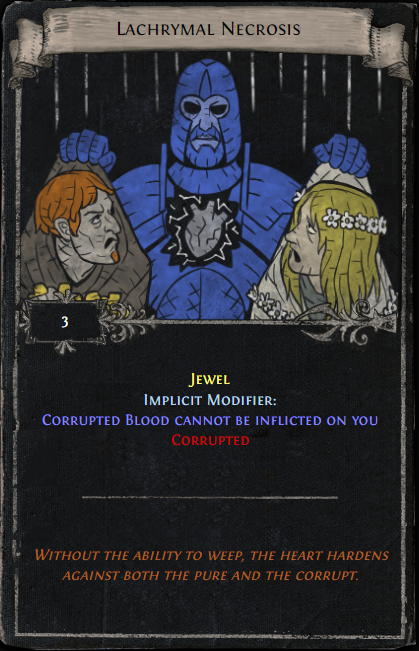 Lachrymal Necrosis
3
Jewel
Implicit Modifier:
Corrupted Blood cannot be inflicted on you
Corrupted
Without the ability to weep, the heart hardens
against both the pure and the corrupt.